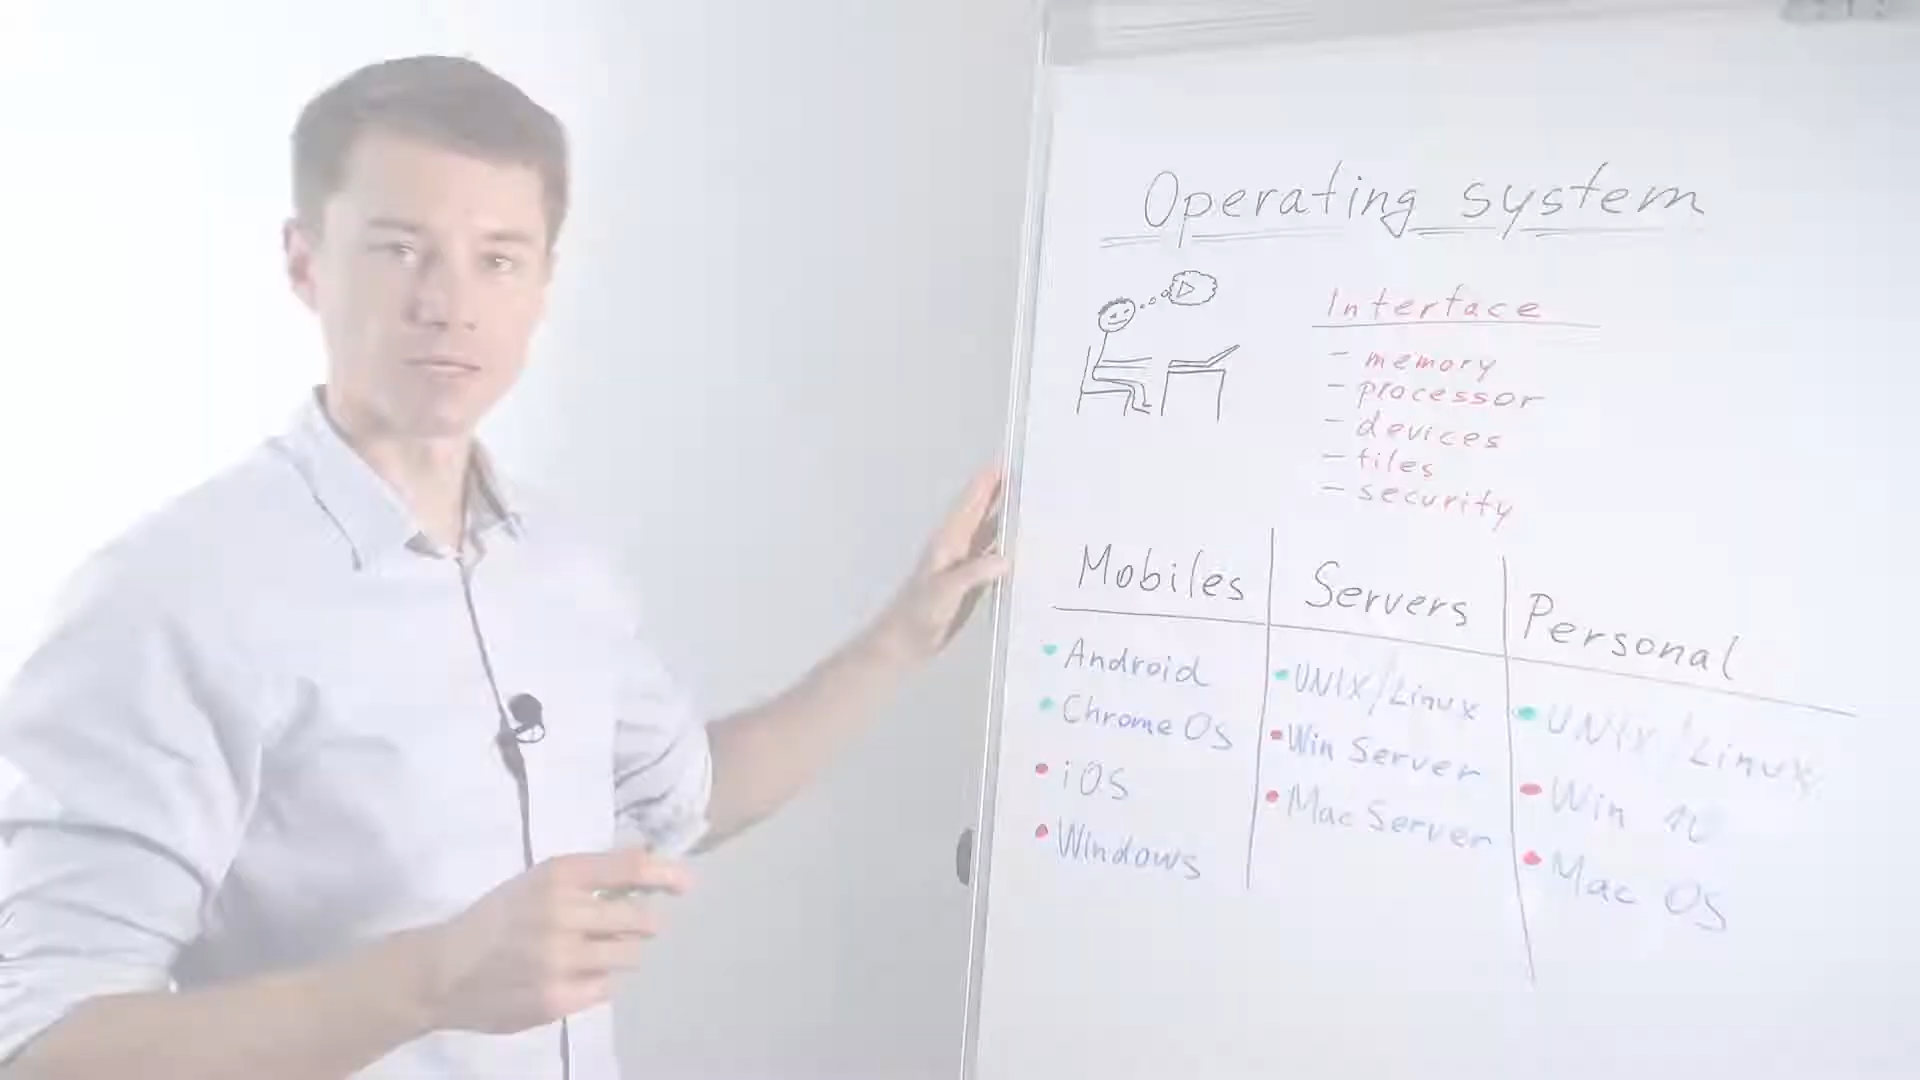 Operating system
Interface
- memory
- processor
- devices
- files
- security
Mobiles
• Android
• Chrome OS
• iOS
• Windows
Servers
• UNIX/Linux
• Win Server
• Mac Server
Personal
• UNIX/Linux
• Win 10
• Mac OS